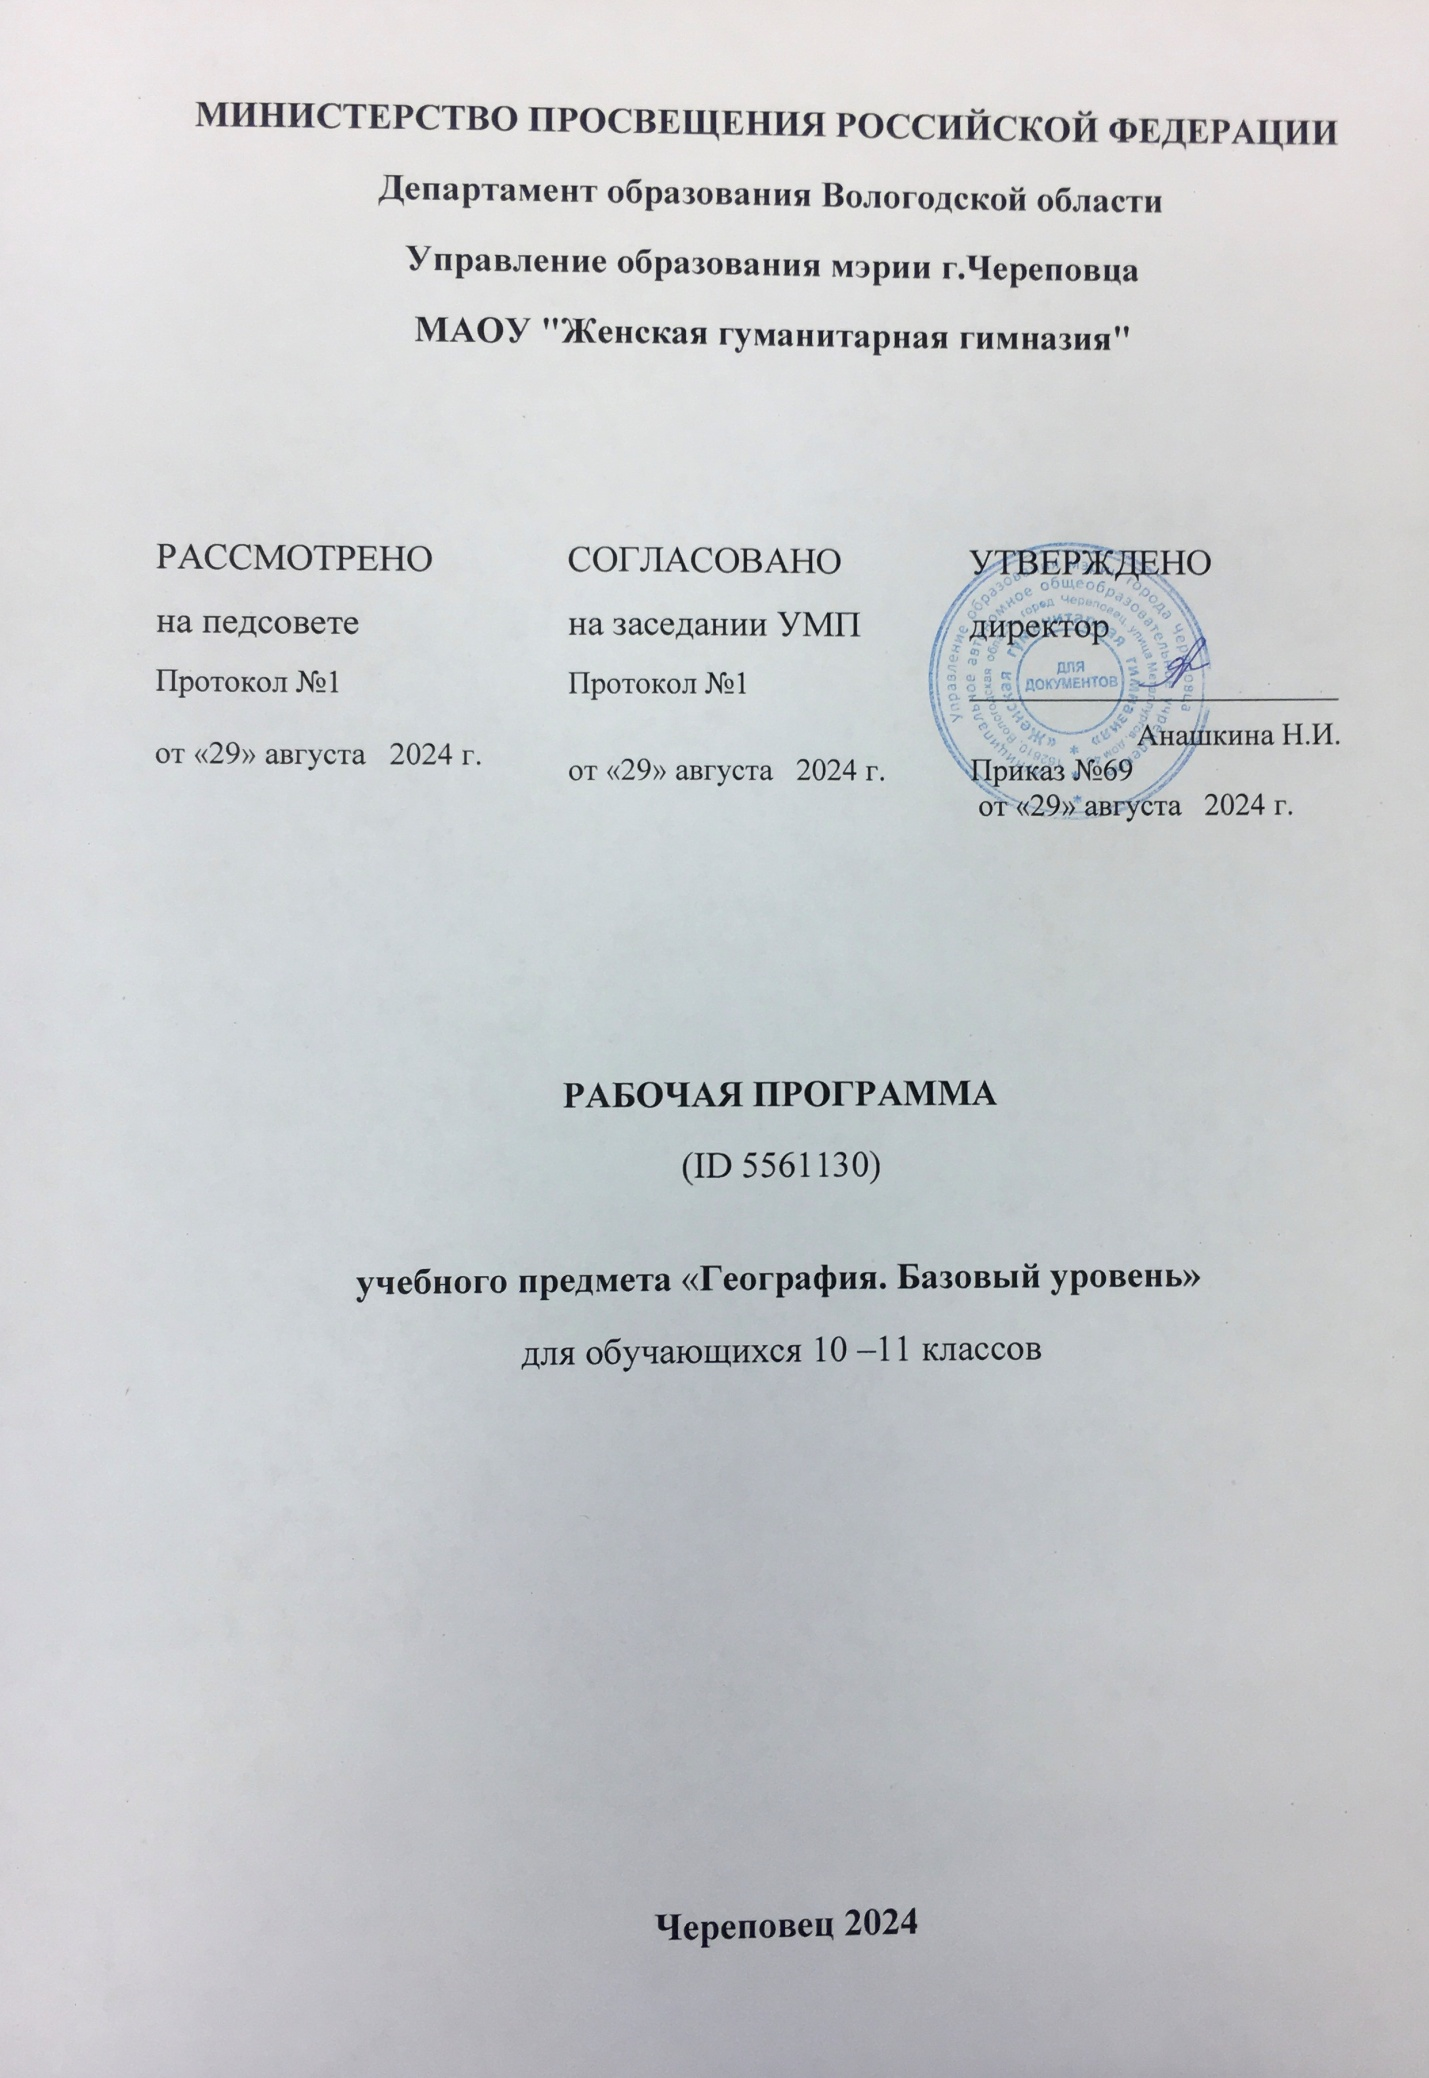 МИНИСТЕРСТВО ПРОСВЕЩЕНИЯ РОССИЙСКОЙ ФЕДЕРАЦИИ
Департамент образования Вологодской области
Управление образования мэрии г.Череповца
МАОУ "Женская гуманитарная гимназия"
РАССМОТРЕНО
на педсовете
Протокол №1
от «29» августа 2024 г.
СОГЛАСОВАНО
на заседании УМП
Протокол №1
от «29» августа 2024 г.
УТВЕРЖДЕНО
директор
Анашкина Н.И.
Приказ №69
от «29» августа 2024 г.
ДЛЯ
ДОКУМЕНТОВ
«Женская гуманитарная гимназия»
РАБОЧАЯ ПРОГРАММА
(ID 5561130)
учебного предмета «География. Базовый уровень»
для обучающихся 10 –11 классов
Череповец 2024